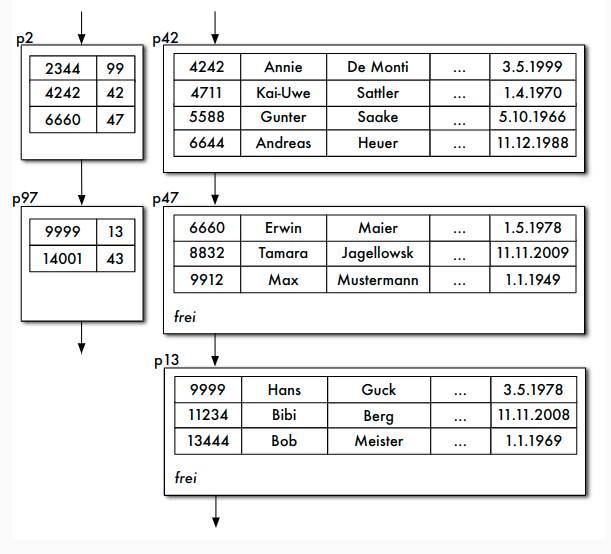 p2
2344 99
4242 42
6660 47
p97
9999 13
14001 43
p42
4242 Annie De Monti ... 3.5.1999
4711 Kai-Uwe Sattler ... 1.4.1970
5588 Gunter Saake ... 5.10.1966
6644 Andreas Heuer ... 11.12.1988
p47
6660 Erwin Maier ... 1.5.1978
8832 Tamara Jagellowsk ... 11.11.2009
9912 Max Mustermann ... 1.1.1949
frei
p13
9999 Hans Guck ... 3.5.1978
11234 Bibi Berg ... 11.11.2008
13444 Bob Meister ... 1.1.1969
frei